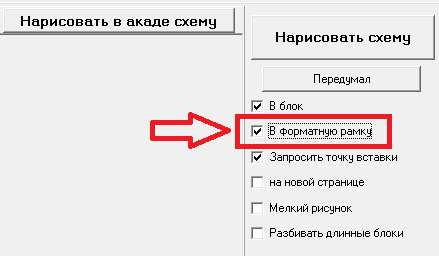 Нарисовать в акаде схему
Нарисовать схему
Передумал
В блок
В форматную рамку
Запросить точку вставки
на новой странице
Мелкий рисунок
Разбивать длинные блоки